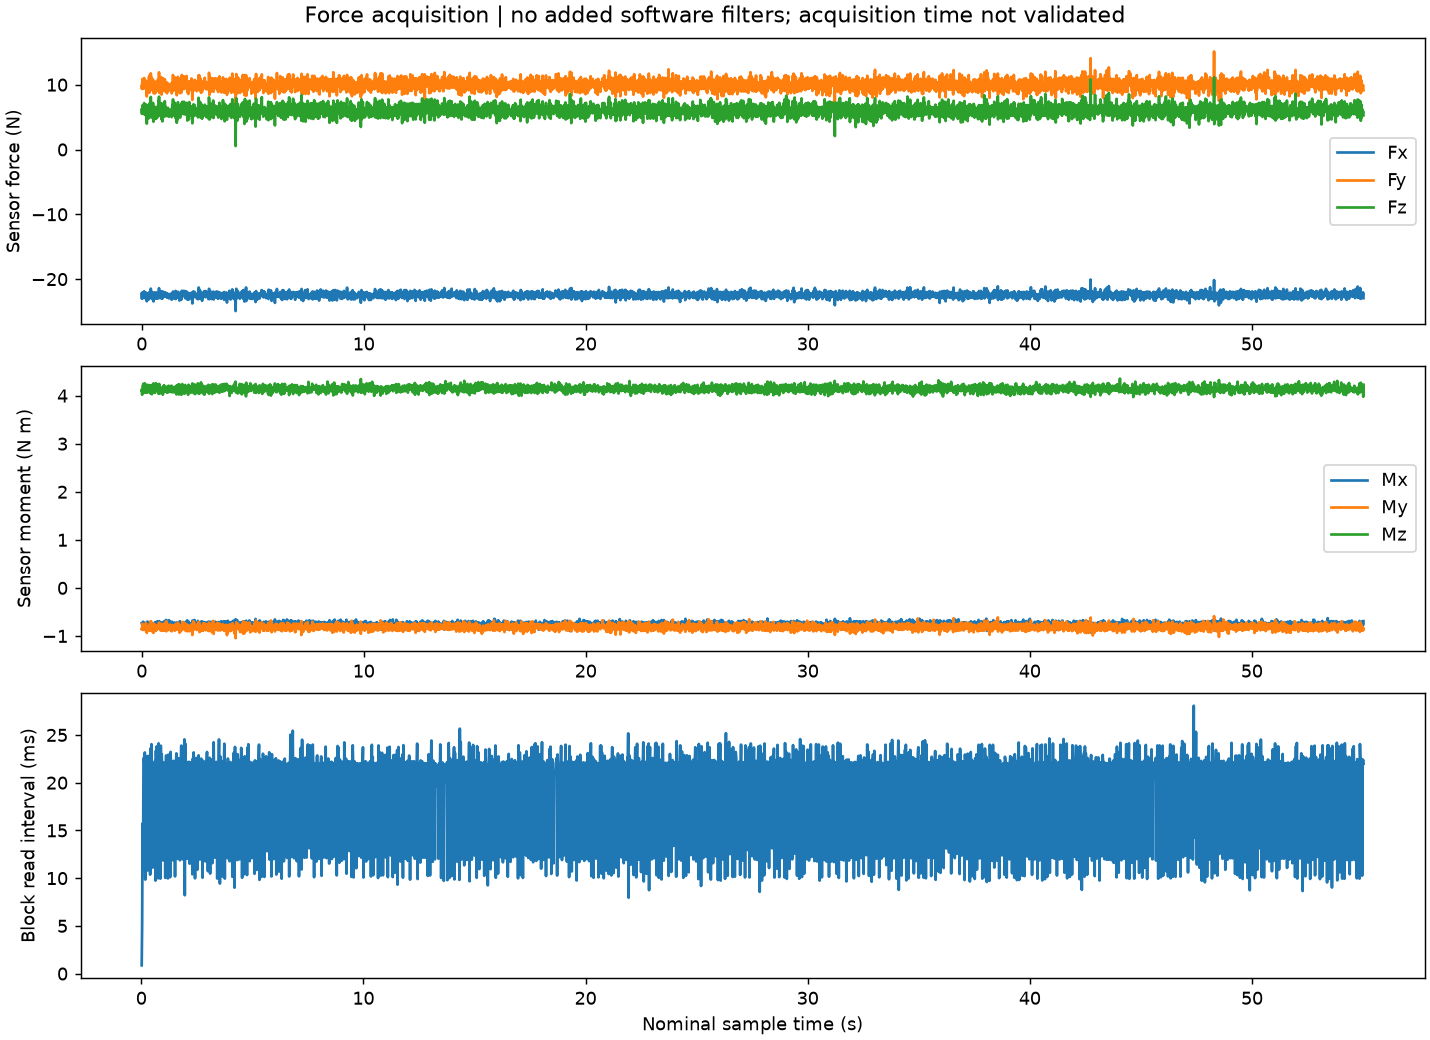 Force acquisition | no added software filters; acquisition time not validated
Sensor force (N)
10
0
−10
−20
Fx
Fy
Fz
0 10 20 30 40 50
Sensor moment (N m)
4
3
2
1
0
−1
Mx
My
Mz
0 10 20 30 40 50
Block read interval (ms)
25
20
15
10
5
0
0 10 20 30 40 50
Nominal sample time (s)